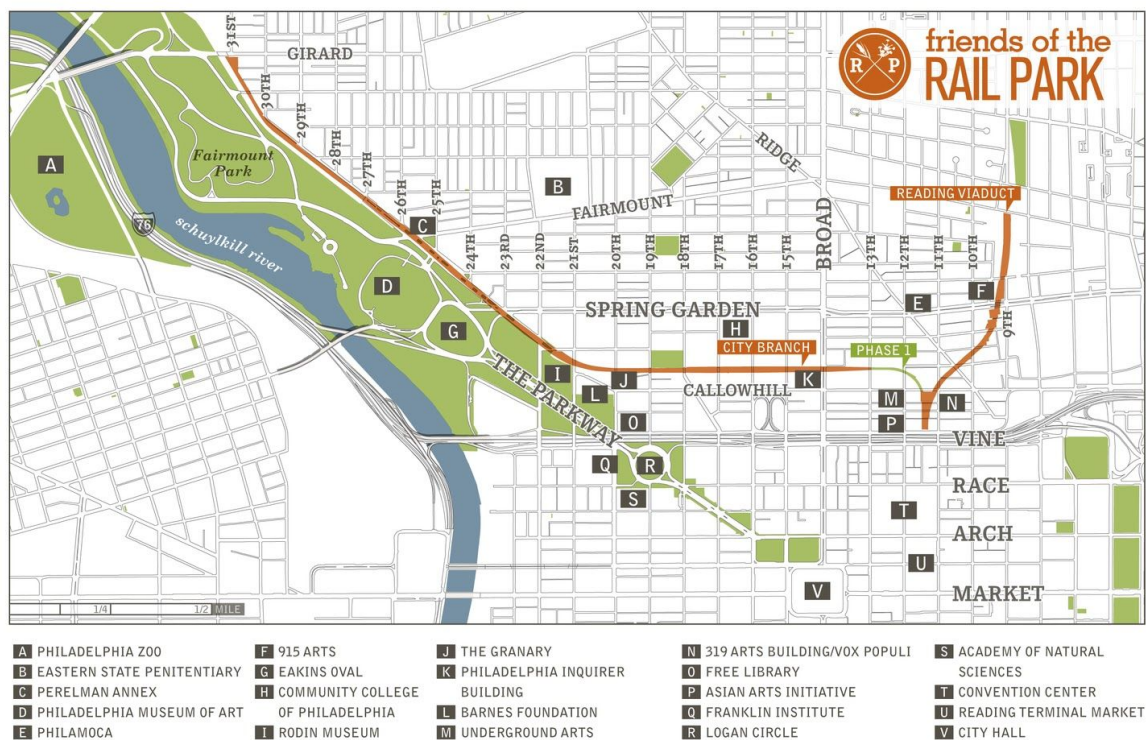 friends of the
RAIL PARK
R P
31ST
GIRARD
30TH
29TH
28TH
27TH
26TH
25TH
RIDGE
Fairmount
Park
A
B
FAIRMOUNT
READING VIADUCT
76
schuylkill river
C
24TH
23RD
22ND
21ST
20TH
19TH
18TH
17TH
16TH
15TH
BROAD
13TH
12TH
11TH
10TH
9TH
D
E
F
SPRING GARDEN
G
H
CITY BRANCH
PHASE 1
THE PARKWAY
I
J
K
CALLOWHILL
L
M
N
O
P
VINE
Q
R
S
RACE
T
ARCH
U
V
MARKET
1/4 1/2 MILE
A PHILADELPHIA ZOO
B EASTERN STATE PENITENTIARY
C PERELMAN ANNEX
D PHILADELPHIA MUSEUM OF ART
E PHILAMOCA
F 915 ARTS
G EAKINS OVAL
H COMMUNITY COLLEGE
OF PHILADELPHIA
I RODIN MUSEUM
J THE GRANARY
K PHILADELPHIA INQUIRER
BUILDING
L BARNES FOUNDATION
M UNDERGROUND ARTS
N 319 ARTS BUILDING/VOX POPULI
O FREE LIBRARY
P ASIAN ARTS INITIATIVE
Q FRANKLIN INSTITUTE
R LOGAN CIRCLE
S ACADEMY OF NATURAL
SCIENCES
T CONVENTION CENTER
U READING TERMINAL MARKET
V CITY HALL